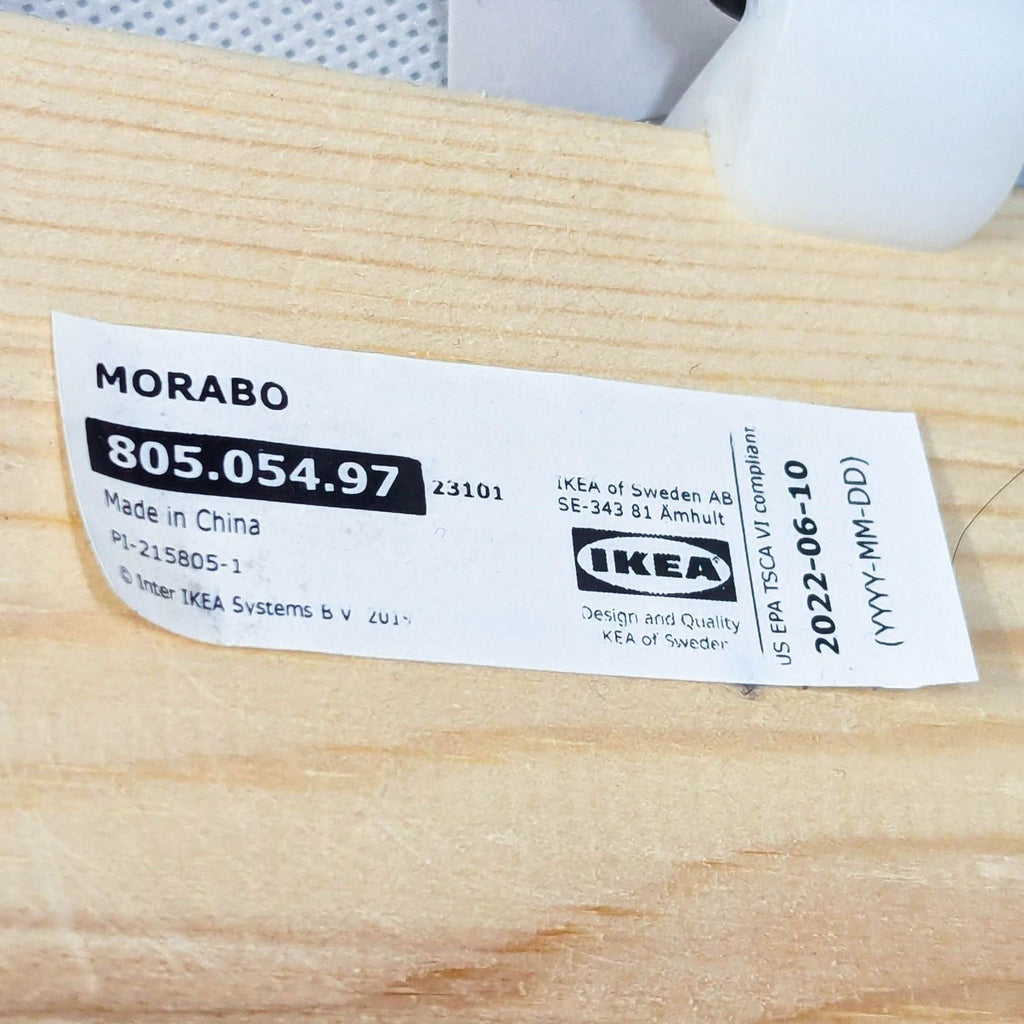 MORABO
805.054.97 23101
Made in China
PI-215805-1
© Inter IKEA Systems B V 2019
IKEA of Sweden AB
SE-343 81 Älmhult
IKEA
Design and Quality
IKEA of Sweden
US EPA TSCA VI compliant
2022-06-10
(YYYY-MM-DD)